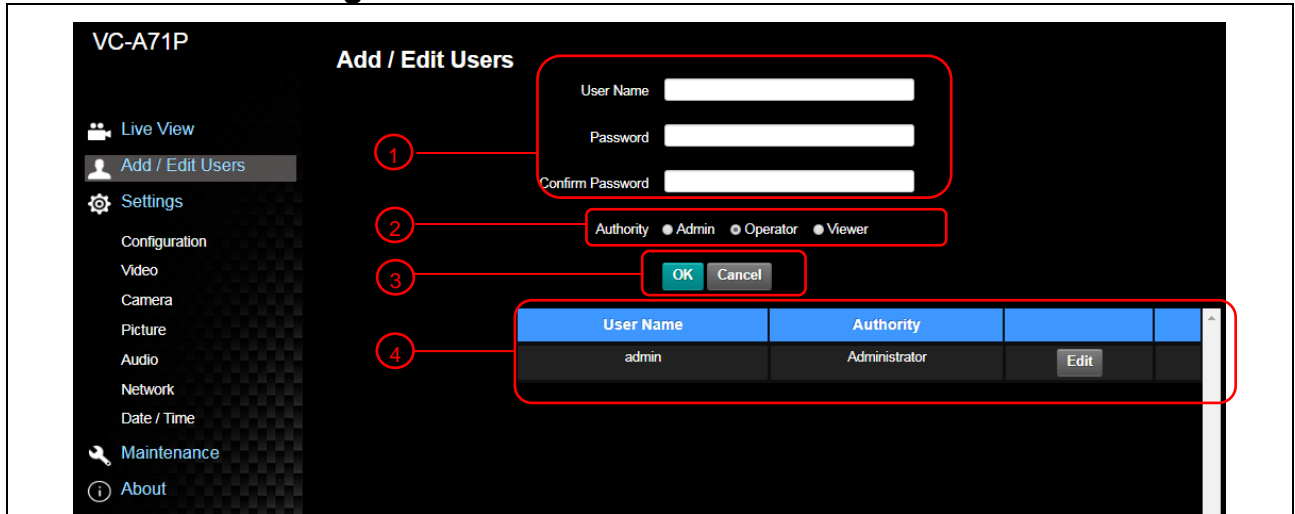 VC-A71P
Add / Edit Users
User Name
Password
Confirm Password
1
Authority Admin Operator Viewer
2
OK Cancel
3
User Name Authority
admin Administrator Edit
4
Live View
Add / Edit Users
Settings
Configuration
Video
Camera
Picture
Audio
Network
Date / Time
Maintenance
About